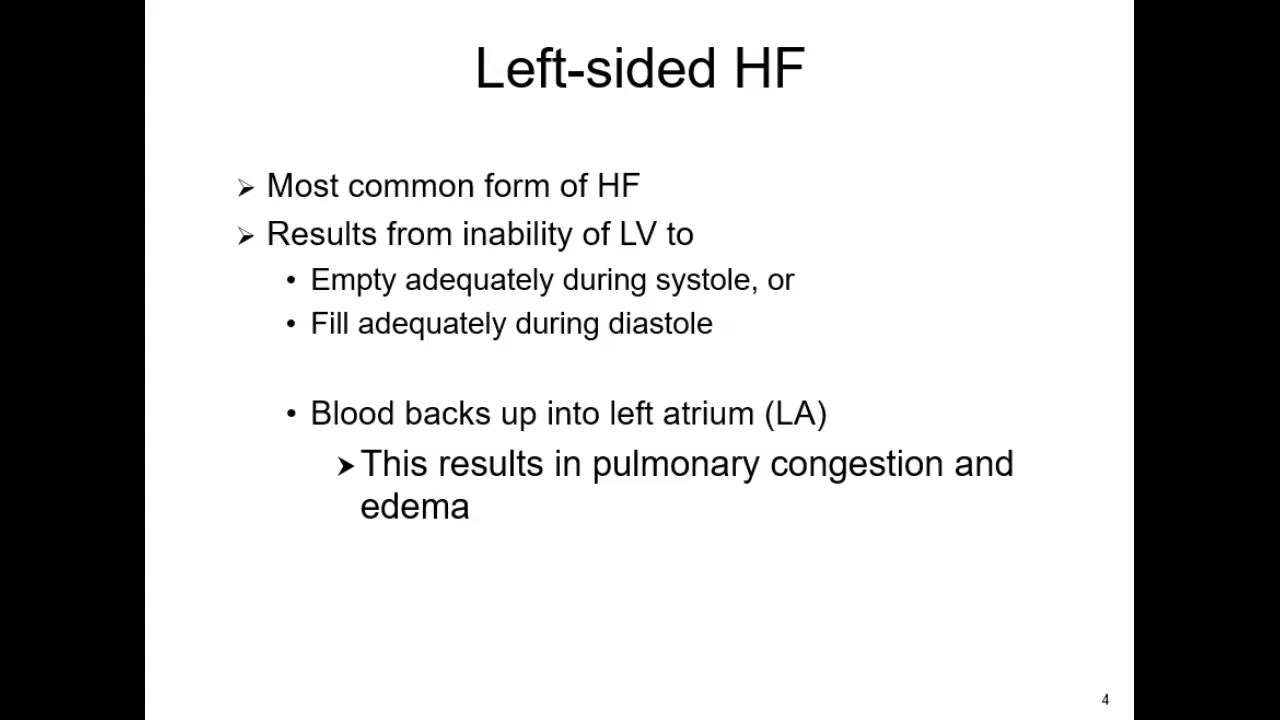 Left-sided HF
➢ Most common form of HF
➢ Results from inability of LV to
• Empty adequately during systole, or
• Fill adequately during diastole
• Blood backs up into left atrium (LA)
➤This results in pulmonary congestion and
edema
4